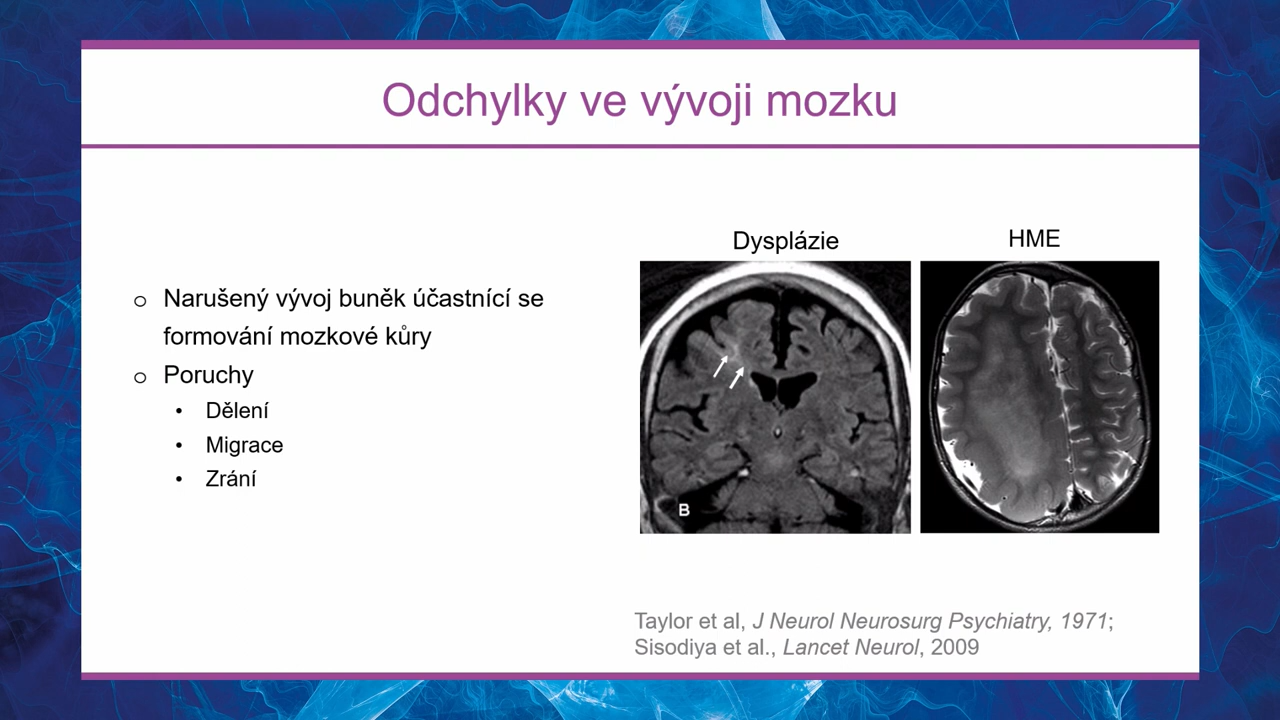 Odchylky ve vývoji mozku
o Narušený vývoj buněk účastnící se
formování mozkové kůry
o Poruchy
• Dělení
• Migrace
• Zrání
Dysplázie
HME
B
Taylor et al, J Neurol Neurosurg Psychiatry, 1971;
Sisodiya et al., Lancet Neurol, 2009